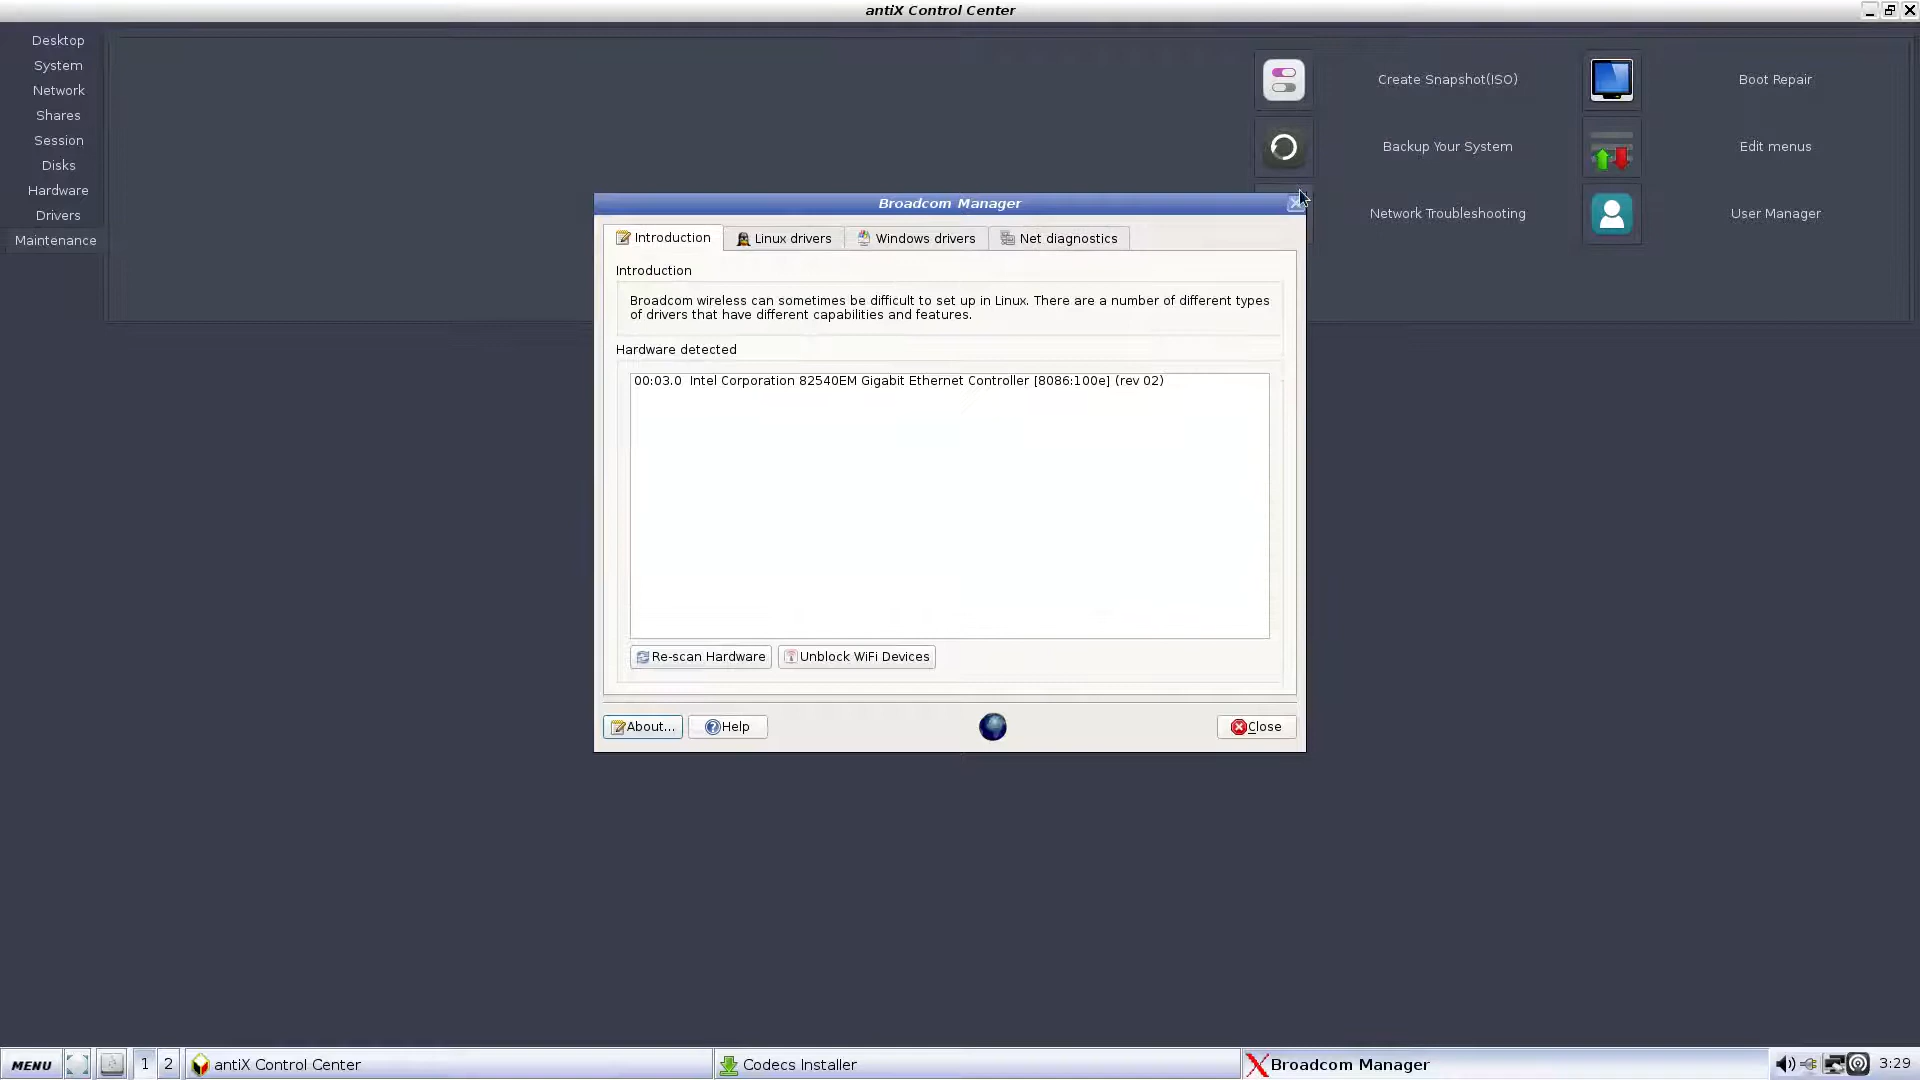 antiX Control Center
Desktop
System
Network
Shares
Session
Disks
Hardware
Drivers
Maintenance
Create Snapshot(ISO)
Boot Repair
Backup Your System
Edit menus
Network Troubleshooting
User Manager
Broadcom Manager
Introduction
Linux drivers
Windows drivers
Net diagnostics
Introduction
Broadcom wireless can sometimes be difficult to set up in Linux. There are a number of different types
of drivers that have different capabilities and features.
Hardware detected
00:03.0 Intel Corporation 82540EM Gigabit Ethernet Controller [8086:100e] (rev 02)
Re-scan Hardware
Unblock WiFi Devices
About...
Help
Close
MENU
1
2
antiX Control Center
Codecs Installer
Broadcom Manager
3:29